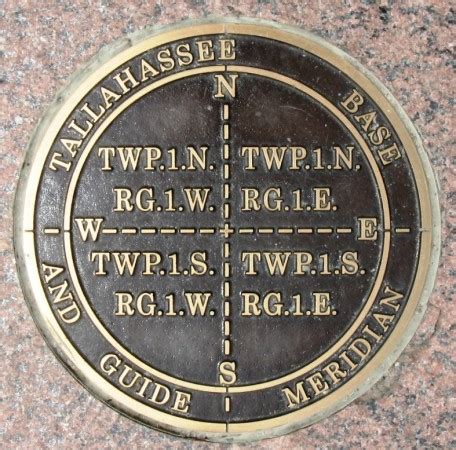 TALLAHASSEE BASE
AND GUIDE MERIDIAN
N
TWP.1.N. TWP.1.N.
RG.1.W. RG.1.E.
W E
TWP.1.S. TWP.1.S.
RG.1.W. RG.1.E.
S